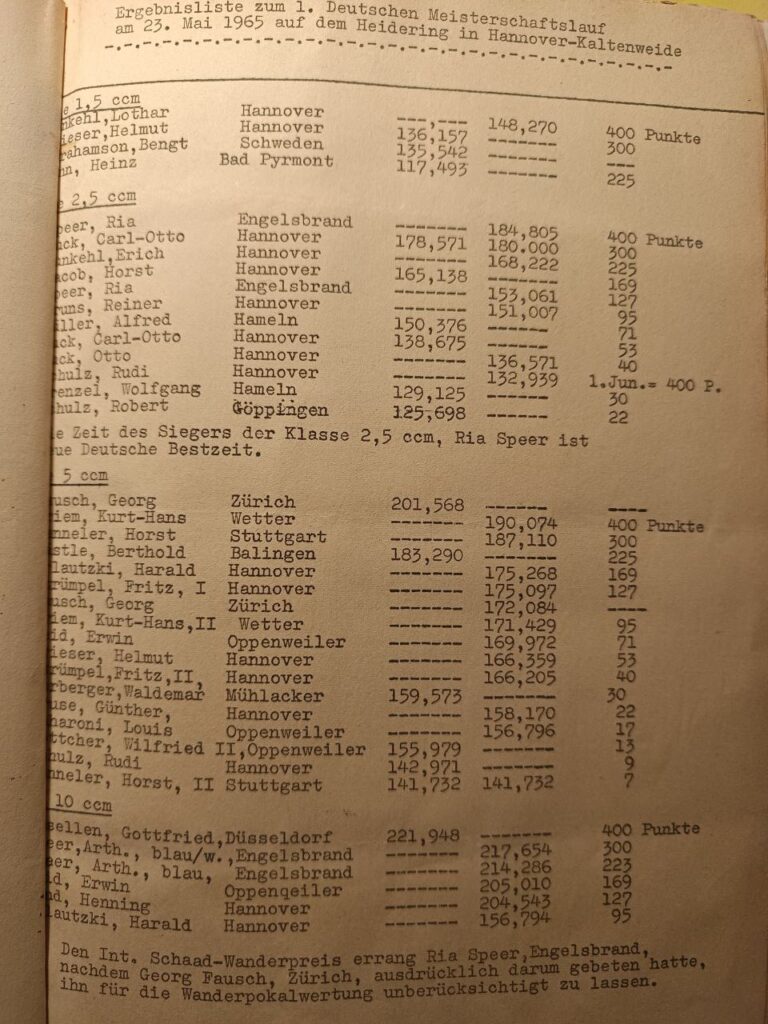 Ergebnisliste zum 1. Deutschen Meisterschaftslauf
am 23. Mai 1965 auf dem Heidering in Hannover-Kaltenweide
-.-.-.-.-.-.-.-.-.-.-.-.-.-.-.-.-.-.-.-.-.-.-.-.-.-.-
e 1,5 ccm
nkehl,Lothar Hannover ---,--- 148,270 400 Punkte
ieser,Helmut Hannover 136,157 ------- 300
rahamson,Bengt Schweden 135,542 ------- ---
hn, Heinz Bad Pyrmont 117,493 ------- 225
e 2,5 ccm
peer, Ria Engelsbrand ------- 184,805 400 Punkte
ck, Carl-Otto Hannover 178,571 180.000 300
nkehl,Erich Hannover ------- 168,222 225
acob, Horst Hannover 165,138 ------- 169
peer, Ria Engelsbrand ------- 153,061 127
runs, Reiner Hannover ------- 151,007 95
iller, Alfred Hameln 150,376 ------- 71
ck, Carl-Otto Hannover 138,675 ------- 53
ck, Otto Hannover ------- 136,571 40
hulz, Rudi Hannover ------- 132,939 1.Jun.= 400 P.
enzel, Wolfgang Hameln 129,125 ------- 30
hulz, Robert Göppingen 125,698 ------- 22
e Zeit des Siegers der Klasse 2,5 ccm, Ria Speer ist
ue Deutsche Bestzeit.
5 ccm
usch, Georg Zürich 201,568 ------- ----
iem, Kurt-Hans Wetter ------- 190,074 400 Punkte
nneler, Horst Stuttgart ------- 187,110 300
stle, Berthold Balingen 183,290 ------- 225
lautzki, Harald Hannover ------- 175,268 169
rümpel, Fritz, I Hannover ------- 175,097 127
usch, Georg Zürich ------- 172,084 ----
iem, Kurt-Hans,II Wetter ------- 171,429 95
id, Erwin Oppenweiler ------- 169,972 71
ieser, Helmut Hannover ------- 166,359 53
rümpel,Fritz,II, Hannover ------- 166,205 40
rberger,Waldemar Mühlacker 159,573 ------- 30
use, Günther, Hannover ------- 158,170 22
haroni, Louis Oppenweiler ------- 156,796 17
ttcher, Wilfried II,Oppenweiler 155,979 ------- 13
hulz, Rudi Hannover 142,971 ------- 9
nneler, Horst, II Stuttgart 141,732 141,732 7
10 ccm
sellen, Gottfried,Düsseldorf 221,948 ------- 400 Punkte
eer,Arth., blau/w.,Engelsbrand ------- 217,654 300
eer, Arth., blau, Engelsbrand ------- 214,286 223
id, Erwin Oppenqeiler ------- 205,010 169
d, Henning Hannover ------- 204,543 127
autzki, Harald Hannover ------- 156,794 95
Den Int. Schaad-Wanderpreis errang Ria Speer,Engelsbrand,
nachdem Georg Fausch, Zürich, ausdrücklich darum gebeten hatte,
ihn für die Wanderpokalwertung unberücksichtigt zu lassen.